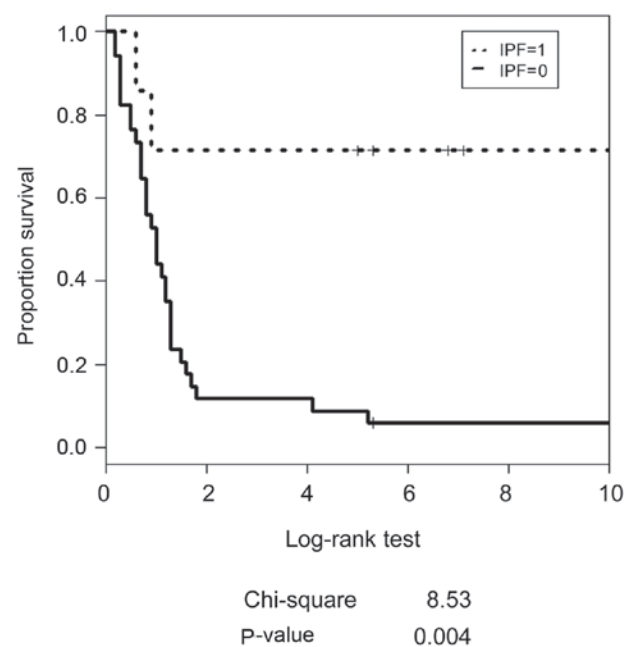 1.0
0.8
0.6
0.4
0.2
0.0
Proportion survival
IPF=1
IPF=0
0 2 4 6 8 10
Log-rank test
Chi-square 8.53
P-value 0.004